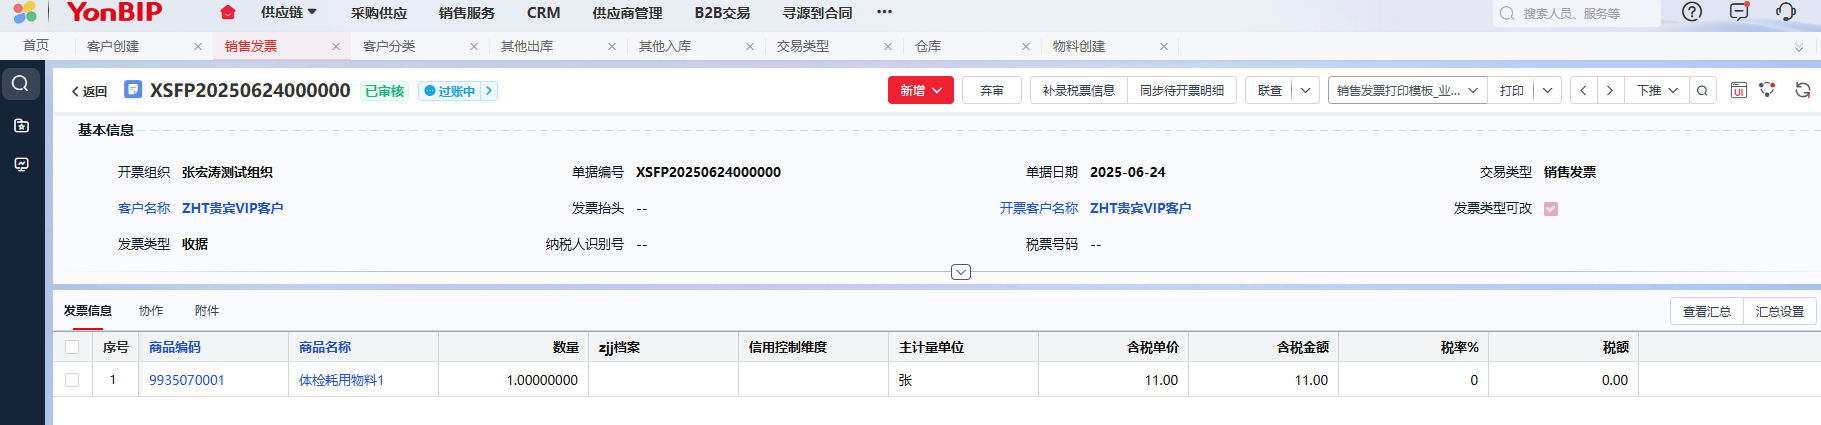 YonBIP 供应链 采购供应 销售服务 CRM 供应商管理 B2B交易 寻源到合同 ··· 搜索人员、服务等
首页 客户创建 销售发票 客户分类 其他出库 其他入库 交易类型 仓库 物料创建
返回 XSFP20250624000000 已审核 过账中 新增 弃审 补录税票信息 同步待开票明细 联查 销售发票打印模板_业... 打印 下推 UI
基本信息
开票组织 张宏涛测试组织 单据编号 XSFP20250624000000 单据日期 2025-06-24 交易类型 销售发票
客户名称 ZHT贵宾VIP客户 发票抬头 -- 开票客户名称 ZHT贵宾VIP客户 发票类型可改
发票类型 收据 纳税人识别号 -- 税票号码 --
发票信息 协作 附件 查看汇总 汇总设置
序号 商品编码 商品名称 数量 zjj档案 信用控制维度 主计量单位 含税单价 含税金额 税率% 税额
1 9935070001 体检耗用物料1 1.00000000 张 11.00 11.00 0 0.00